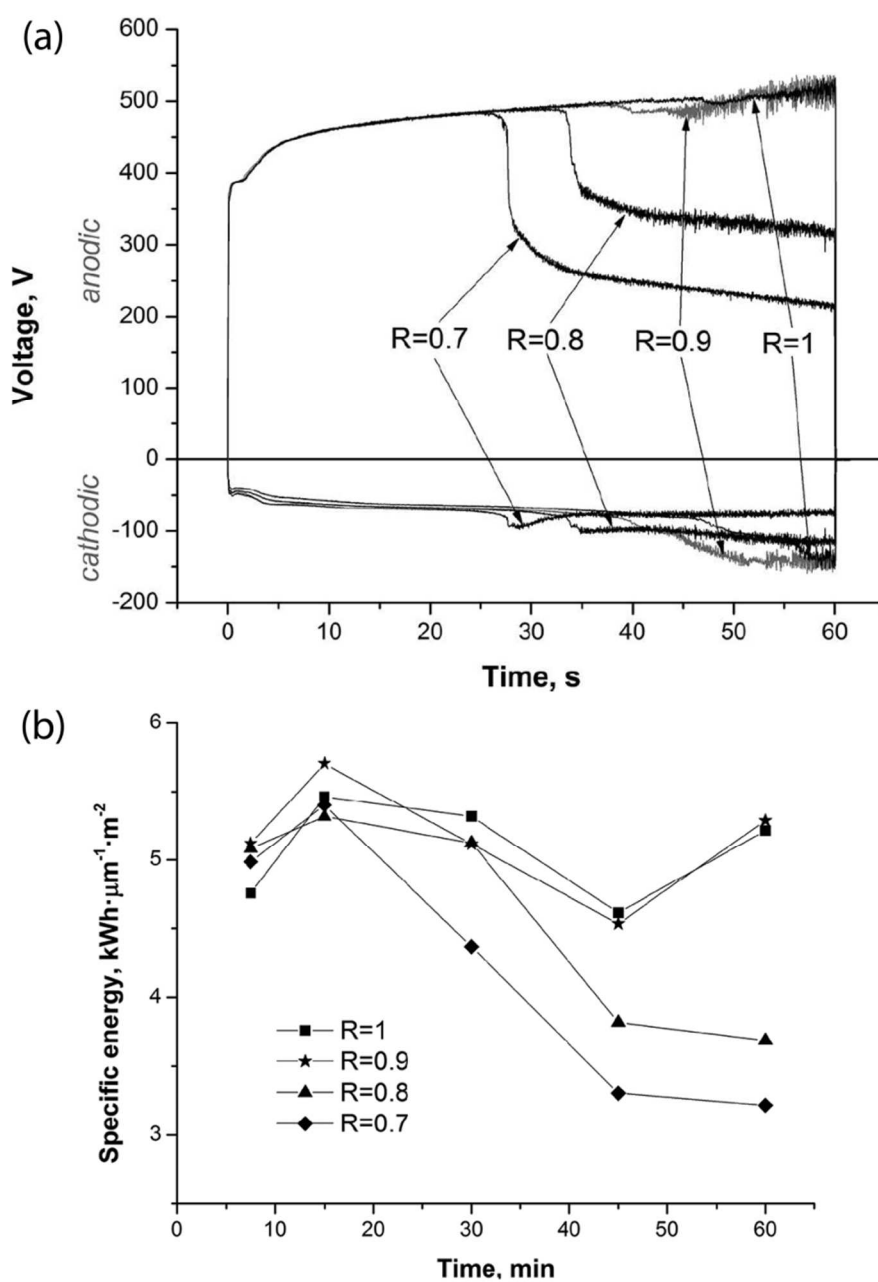 (a)
600
500
400
300
200
100
0
-100
-200
Voltage, V
anodic
cathodic
R=0.7 R=0.8 R=0.9 R=1
0 10 20 30 40 50 60
Time, s
(b)
6
5
4
3
Specific energy, kWh·μm⁻¹·m⁻²
R=1
R=0.9
R=0.8
R=0.7
0 10 20 30 40 50 60
Time, min